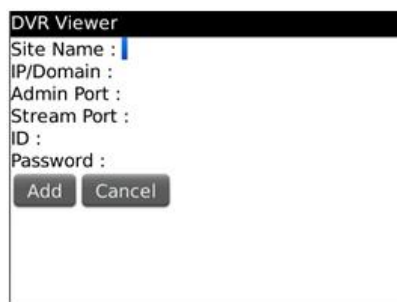 DVR Viewer
Site Name :
IP/Domain :
Admin Port :
Stream Port :
ID :
Password :
Add Cancel